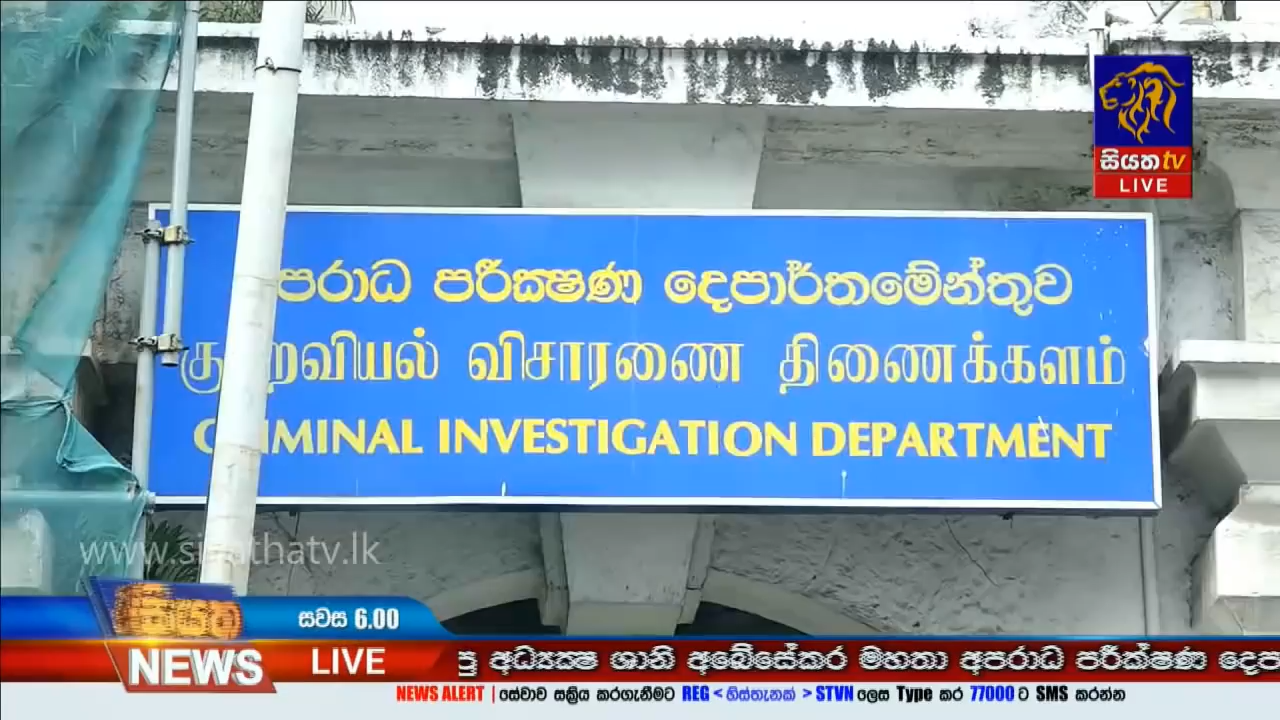 සියත tv
LIVE
පරාධ පරීක්ෂණ දෙපාර්තමේන්තුව
குற்றவியல் விசாரணை திணைக்களம்
CRIMINAL INVESTIGATION DEPARTMENT
www.siyathatv.lk
සවස 6.00
NEWS LIVE පු අධ්‍යක්ෂ ශානි අබේසේකර මහතා අපරාධ පරීක්ෂණ දෙපා
NEWS ALERT | සේවාව සක්‍රිය කරගැනීමට REG < හිස්තැනක් > STVN ලෙස Type කර 77000 ට SMS කරන්න